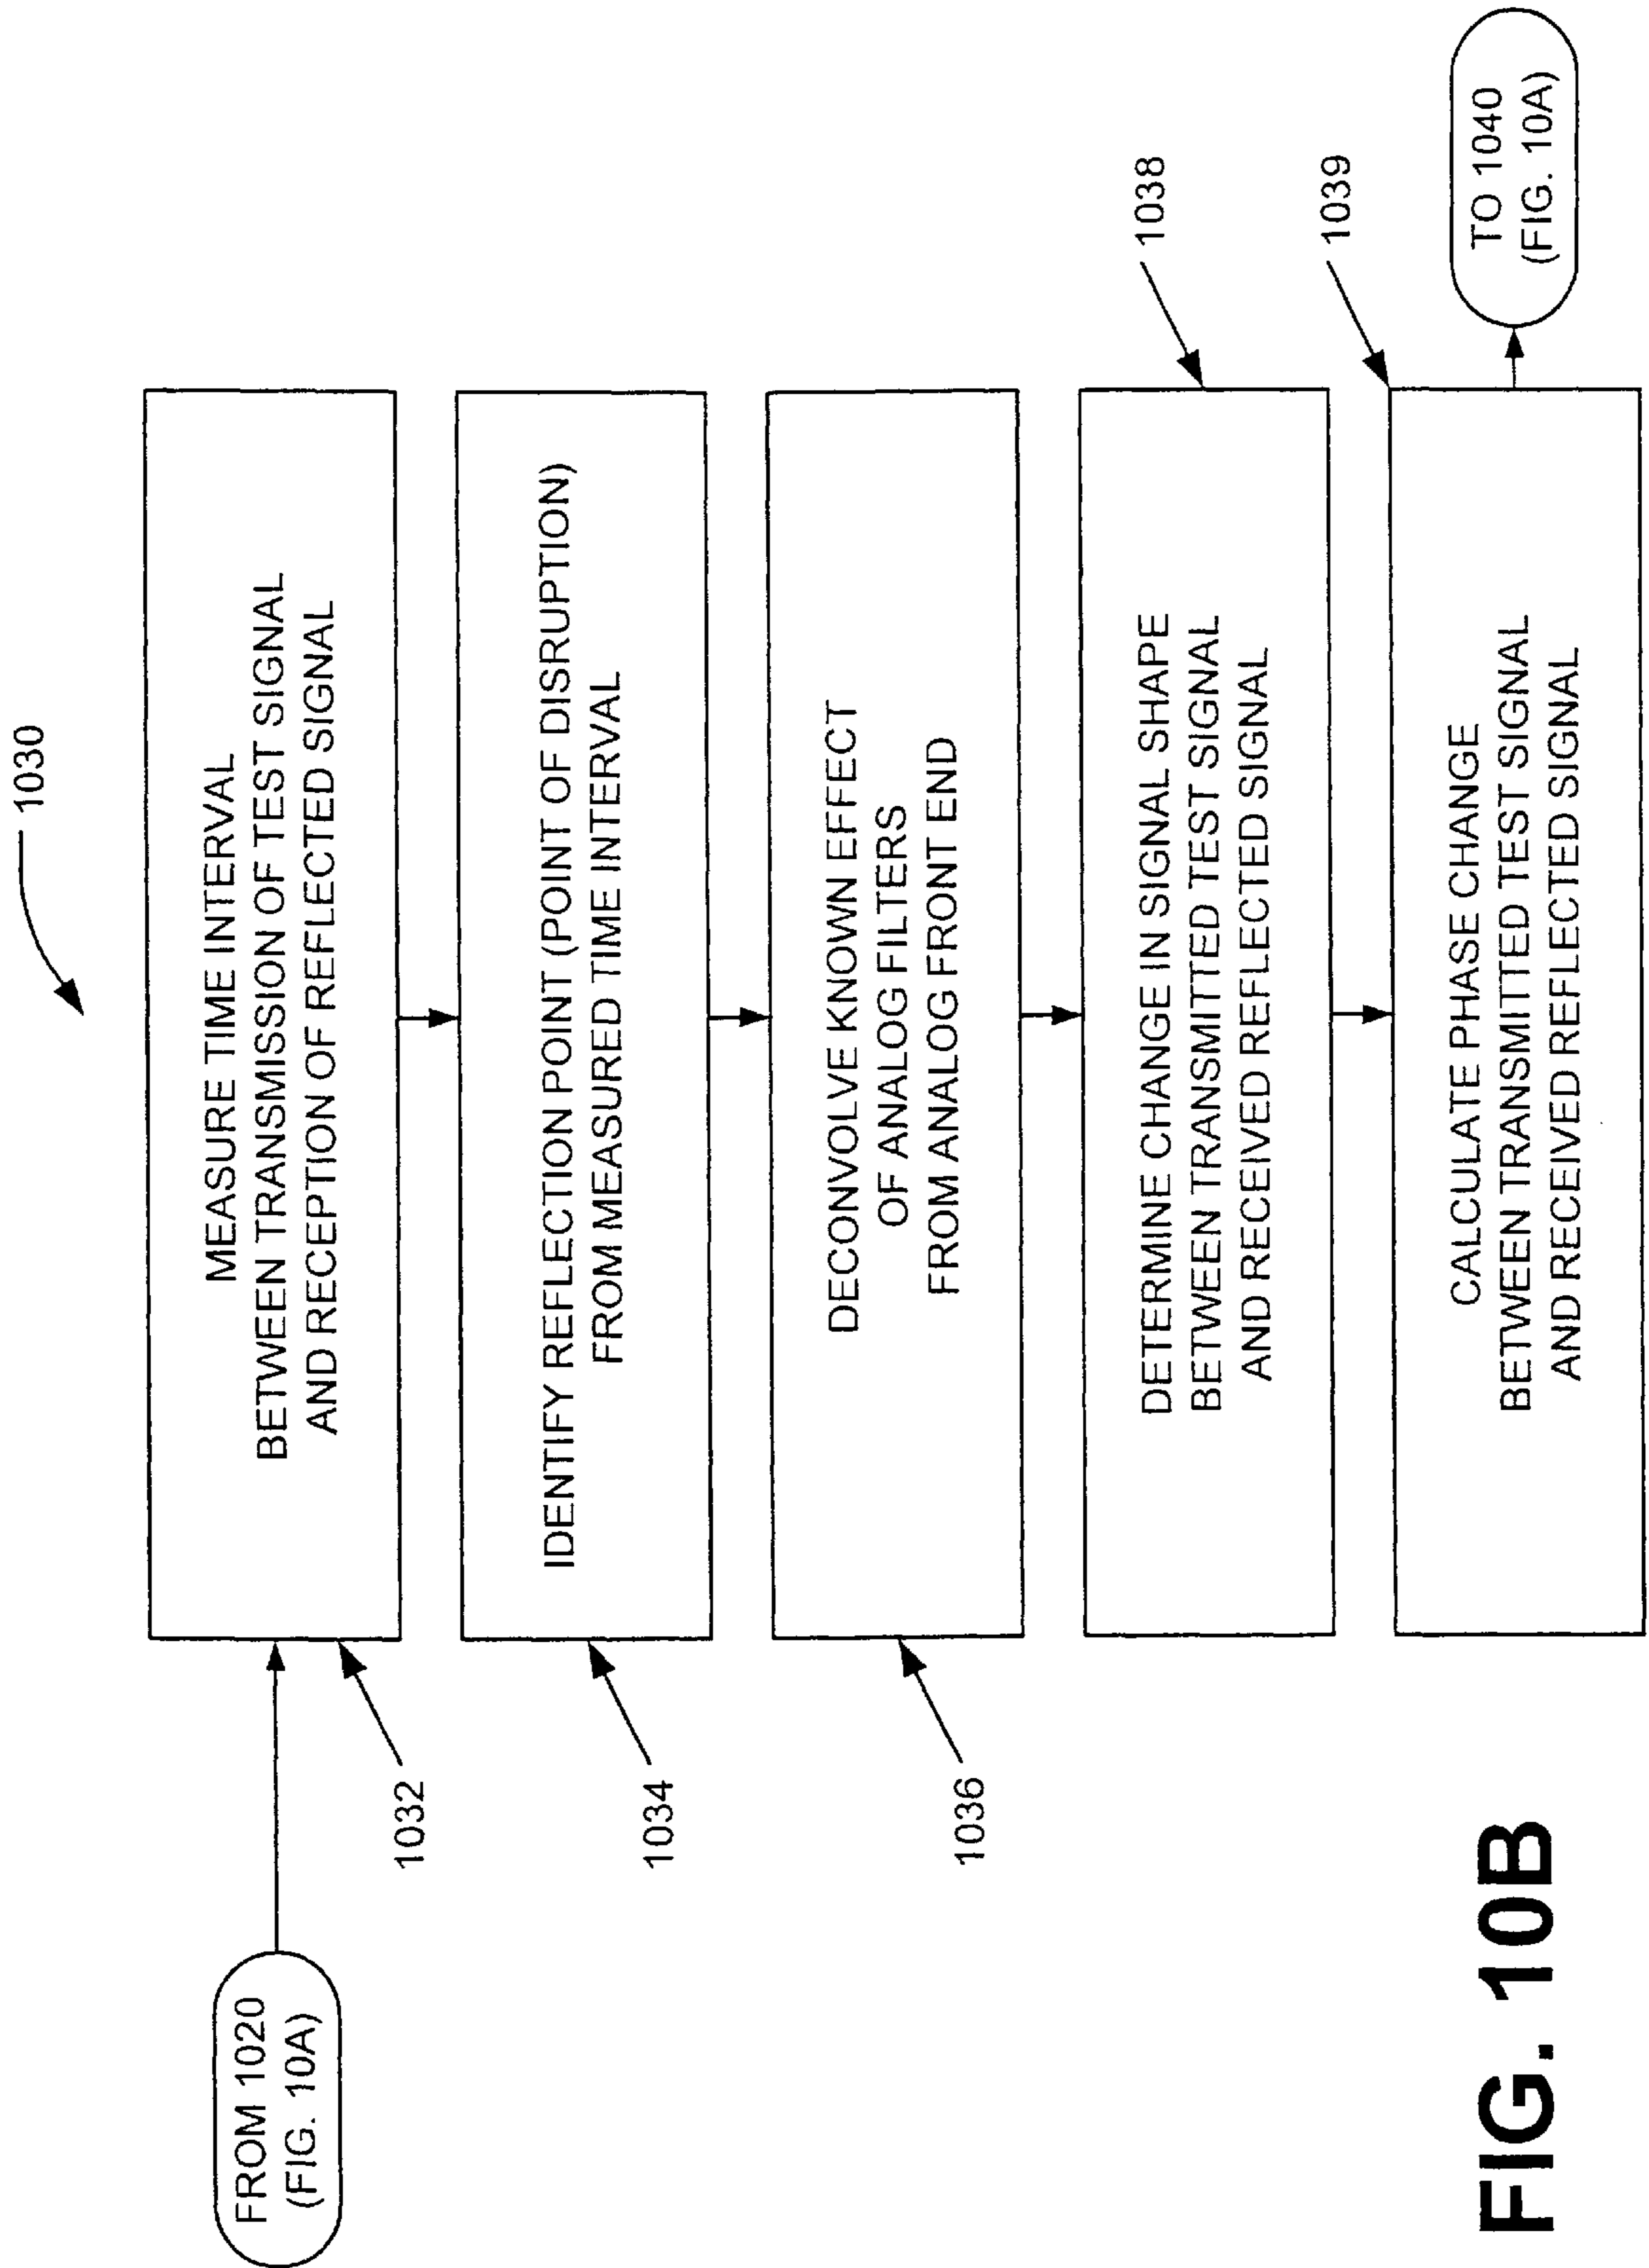 1030
FROM 1020
(FIG. 10A)
MEASURE TIME INTERVAL
BETWEEN TRANSMISSION OF TEST SIGNAL
AND RECEPTION OF REFLECTED SIGNAL
1032
IDENTIFY REFLECTION POINT (POINT OF DISRUPTION)
FROM MEASURED TIME INTERVAL
1034
DECONVOLVE KNOWN EFFECT
OF ANALOG FILTERS
FROM ANALOG FRONT END
1036
DETERMINE CHANGE IN SIGNAL SHAPE
BETWEEN TRANSMITTED TEST SIGNAL
AND RECEIVED REFLECTED SIGNAL
1038
CALCULATE PHASE CHANGE
BETWEEN TRANSMITTED TEST SIGNAL
AND RECEIVED REFLECTED SIGNAL
1039
TO 1040
(FIG. 10A)
FIG. 10B